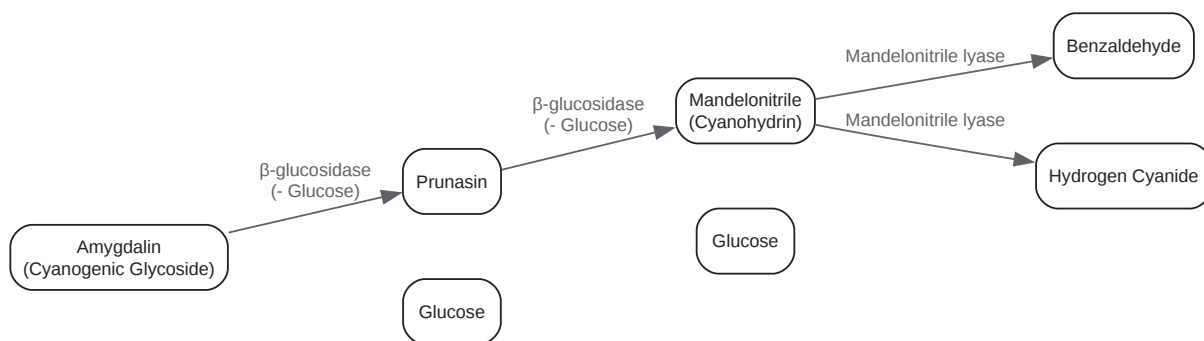 Amygdalin
(Cyanogenic Glycoside)
β-glucosidase
(- Glucose)
Prunasin
Glucose
β-glucosidase
(- Glucose)
Mandelonitrile
(Cyanohydrin)
Glucose
Mandelonitrile lyase
Benzaldehyde
Mandelonitrile lyase
Hydrogen Cyanide